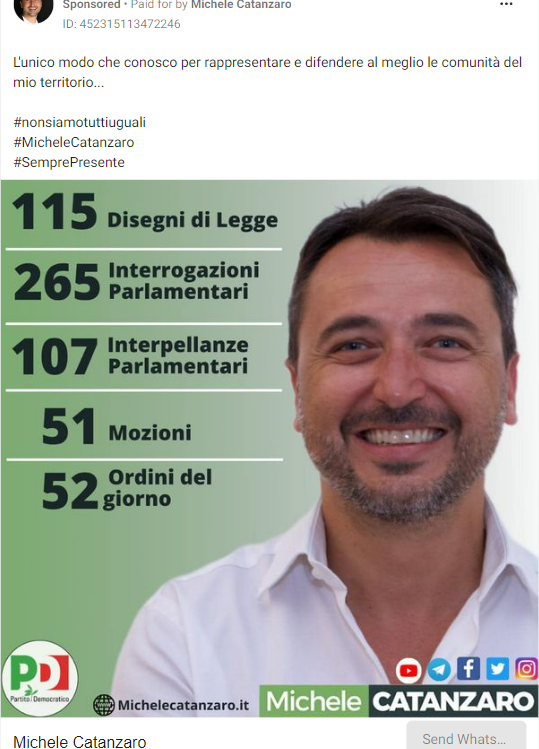 Sponsored • Paid for by Michele Catanzaro
ID: 452315113472246
L'unico modo che conosco per rappresentare e difendere al meglio le comunità del
mio territorio...
#nonsiamotuttiuguali
#MicheleCatanzaro
#SemprePresente
115 Disegni di Legge
265 Interrogazioni
Parlamentari
107 Interpellanze
Parlamentari
51 Mozioni
52 Ordini del
giorno
PD
Partito Democratico
Michelecatanzaro.it
Michele CATANZARO
Michele Catanzaro
Send Whats...